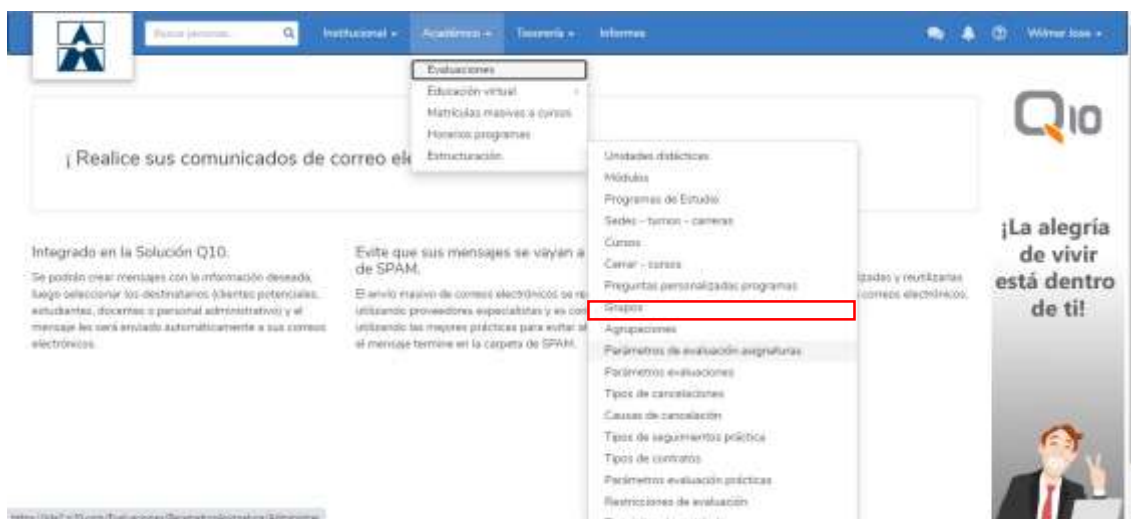 Buscar personas...
Institucional
Académico
Tesorería
Informes
Wilmer Jose
Evaluaciones
Educación virtual
Matrículas masivas a cursos
Horarios programas
Estructuración
Unidades didácticas
Módulos
Programas de Estudio
Sedes - turnos - carreras
Cursos
Cerrar - cursos
Preguntas personalizadas programas
Grupos
Agrupaciones
Parámetros de evaluación asignaturas
Parámetros evaluaciones
Tipos de cancelaciones
Causas de cancelación
Tipos de seguimientos práctica
Tipos de contratos
Parámetros evaluación prácticas
Restricciones de evaluación
¡ Realice sus comunicados de correo ele
Integrado en la Solución Q10.
Se podrán crear mensajes con la información deseada,
luego seleccionar los destinatarios (clientes potenciales,
estudiantes, docentes o personal administrativo) y el
mensaje les será enviado automáticamente a sus correos
electrónicos.
Evite que sus mensajes se vayan a
de SPAM.
El envío masivo de correos electrónicos se re
utilizando proveedores especialistas y es con
utilizando las mejores prácticas para evitar
el mensaje termine en la carpeta de SPAM.
izadas y reutilizarlas
correos electrónicos.
Q10
¡La alegría
de vivir
está dentro
de ti!